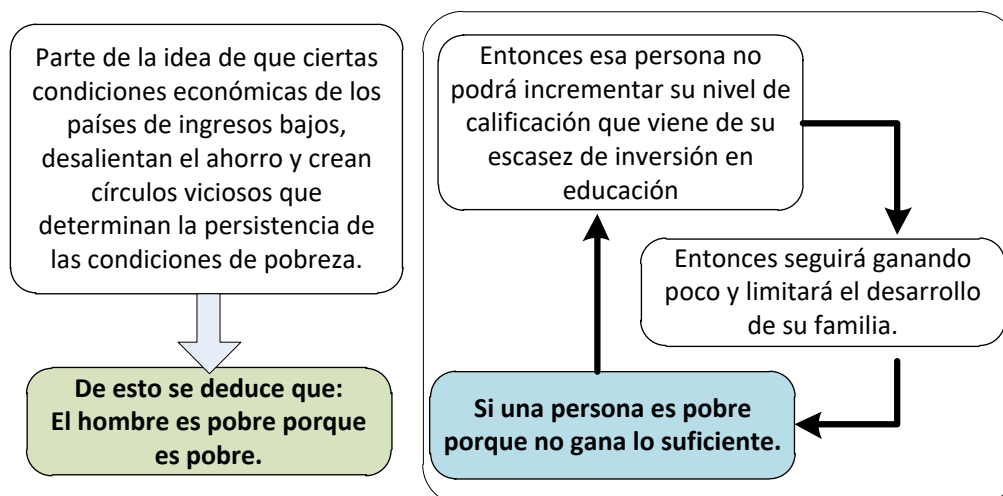 Parte de la idea de que ciertas
condiciones económicas de los
países de ingresos bajos,
desalientan el ahorro y crean
círculos viciosos que
determinan la persistencia de
las condiciones de pobreza.
De esto se deduce que:
El hombre es pobre porque
es pobre.
Entonces esa persona no
podrá incrementar su nivel de
calificación que viene de su
escasez de inversión en
educación
Entonces seguirá ganando
poco y limitará el desarrollo
de su familia.
Si una persona es pobre
porque no gana lo suficiente.